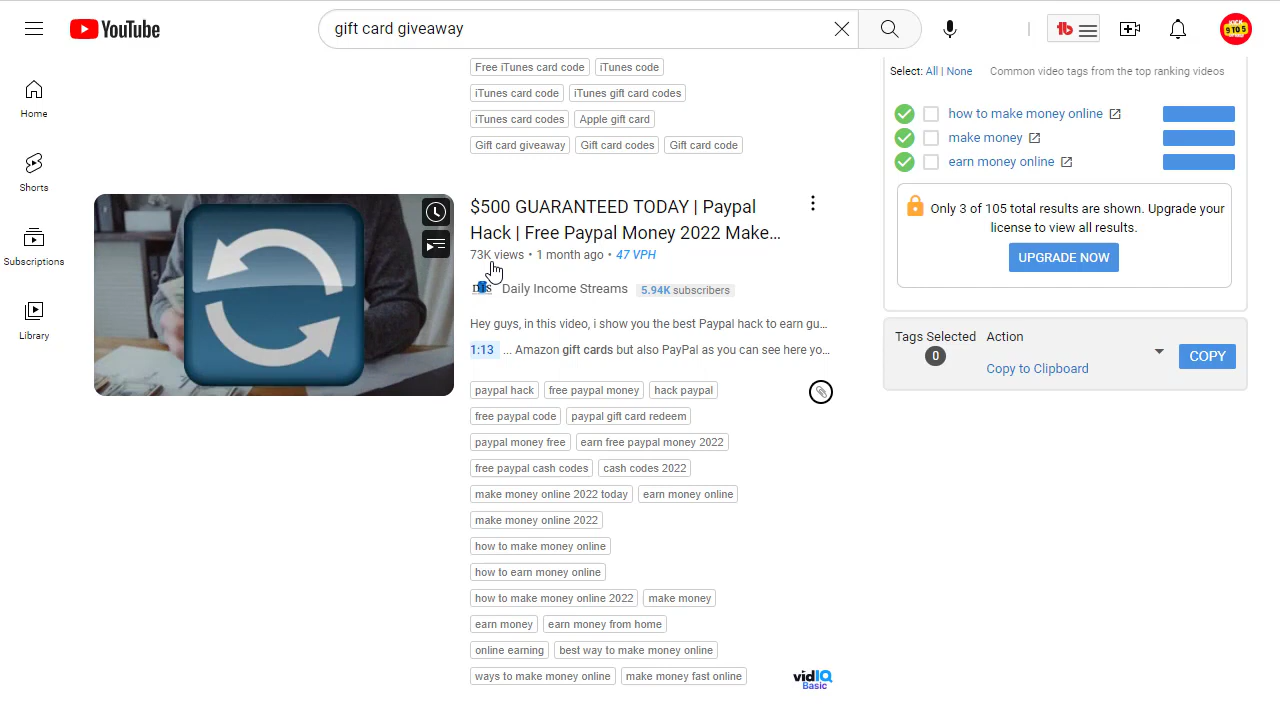 YouTube
gift card giveaway
9 TO 5
Home
Shorts
Subscriptions
Library
Free iTunes card code
iTunes code
iTunes card code
iTunes gift card codes
iTunes card codes
Apple gift card
Gift card giveaway
Gift card codes
Gift card code
$500 GUARANTEED TODAY | Paypal
Hack | Free Paypal Money 2022 Make...
73K views • 1 month ago • 47 VPH
Daily Income Streams 5.94K subscribers
Hey guys, in this video, i show you the best Paypal hack to earn gu...
1:13 ... Amazon gift cards but also PayPal as you can see here yo...
paypal hack
free paypal money
hack paypal
free paypal code
paypal gift card redeem
paypal money free
earn free paypal money 2022
free paypal cash codes
cash codes 2022
make money online 2022 today
earn money online
make money online 2022
how to make money online
how to earn money online
how to make money online 2022
make money
earn money
earn money from home
online earning
best way to make money online
ways to make money online
make money fast online
vidIQ
Basic
Select: All | None Common video tags from the top ranking videos
how to make money online
make money
earn money online
Only 3 of 105 total results are shown. Upgrade your
license to view all results.
UPGRADE NOW
Tags Selected
0
Action
Copy to Clipboard
COPY